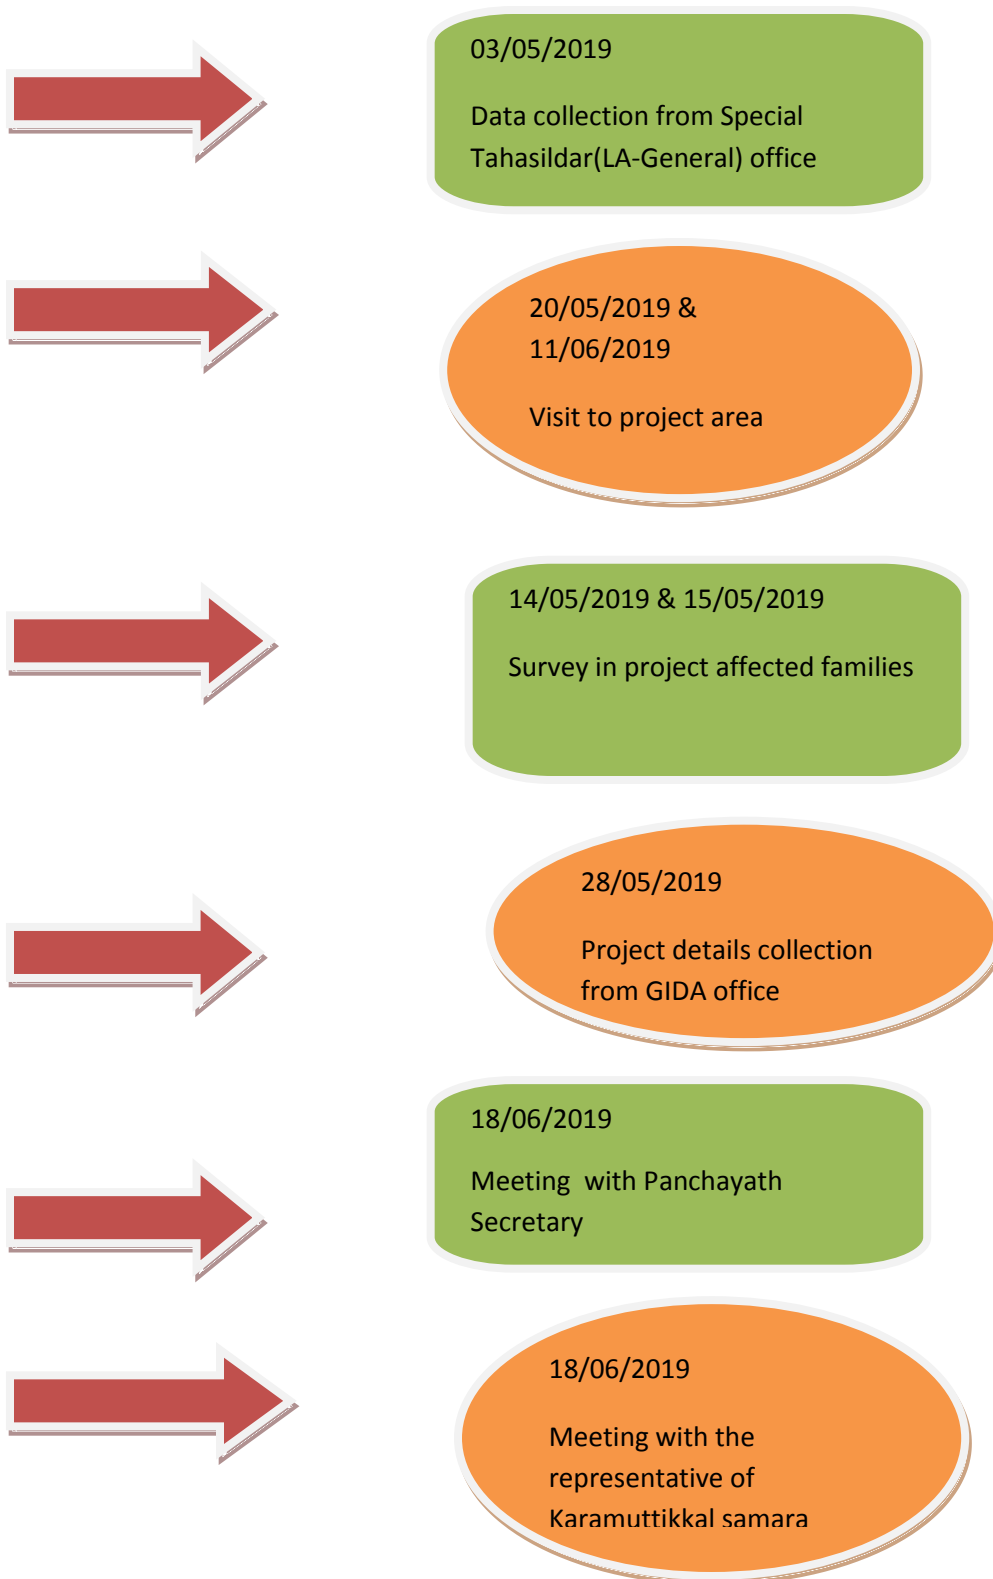 03/05/2019
Data collection from Special
Tahasildar(LA-General) office
20/05/2019 &
11/06/2019
Visit to project area
14/05/2019 & 15/05/2019
Survey in project affected families
28/05/2019
Project details collection
from GIDA office
18/06/2019
Meeting with Panchayath
Secretary
18/06/2019
Meeting with the
representative of
Karamuttikkal samara